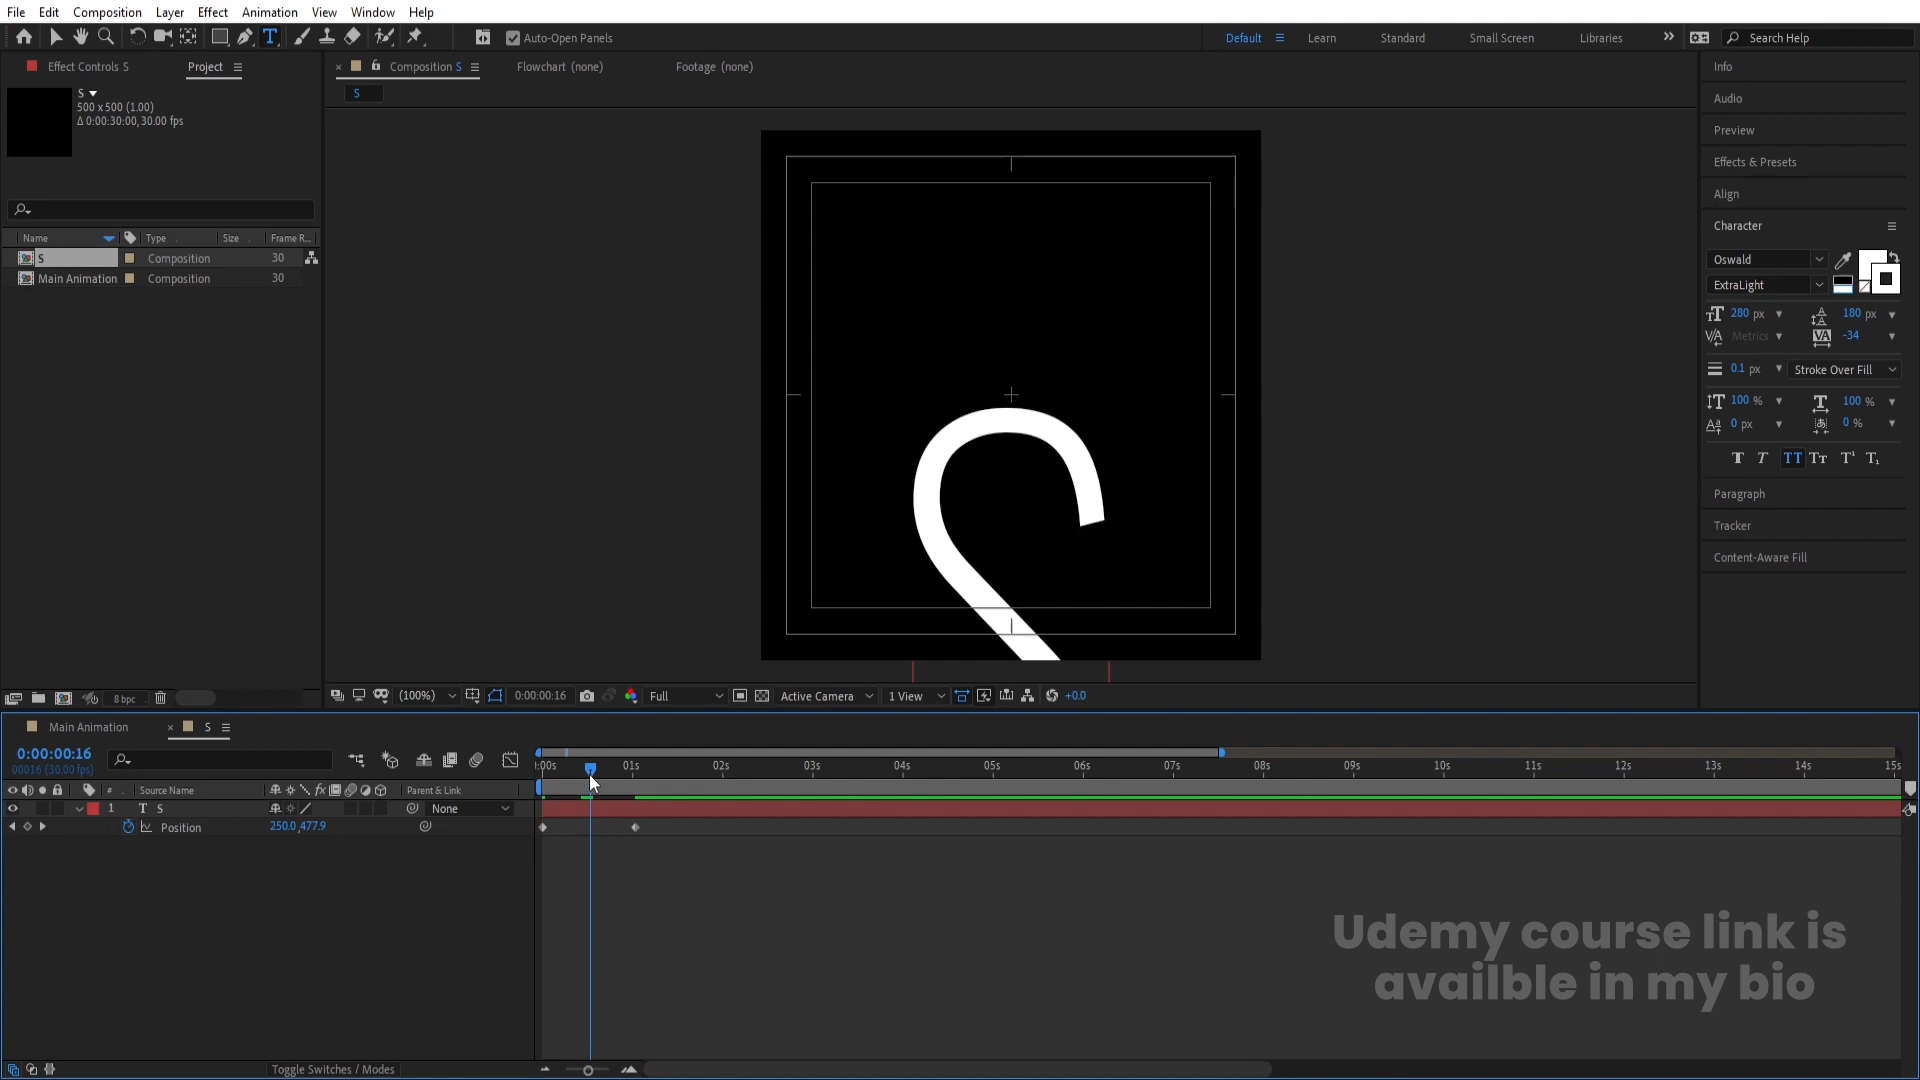 File Edit Composition Layer Effect Animation View Window Help
Auto-Open Panels Default Learn Standard Small Screen Libraries Search Help
Effect Controls S Project
Composition S Flowchart (none) Footage (none)
S
S
500 x 500 (1.00)
Δ 0:00:30:00, 30.00 fps
Name Type Size Frame R...
S Composition 30
Main Animation Composition 30
Info
Audio
Preview
Effects & Presets
Align
Character
Oswald
ExtraLight
280 px 180 px
Metrics -34
0.1 px Stroke Over Fill
100 % 100 %
0 px 0 %
Paragraph
Tracker
Content-Aware Fill
8 bpc (100%) 0:00:00:16 Full Active Camera 1 View +0.0
Main Animation S
0:00:00:16
00016 (30.00 fps)
:00s 01s 02s 03s 04s 05s 06s 07s 08s 09s 10s 11s 12s 13s 14s 15s
# Source Name Parent & Link
1 T S None
Position 250.0,477.9
Udemy course link is
availble in my bio
Toggle Switches / Modes